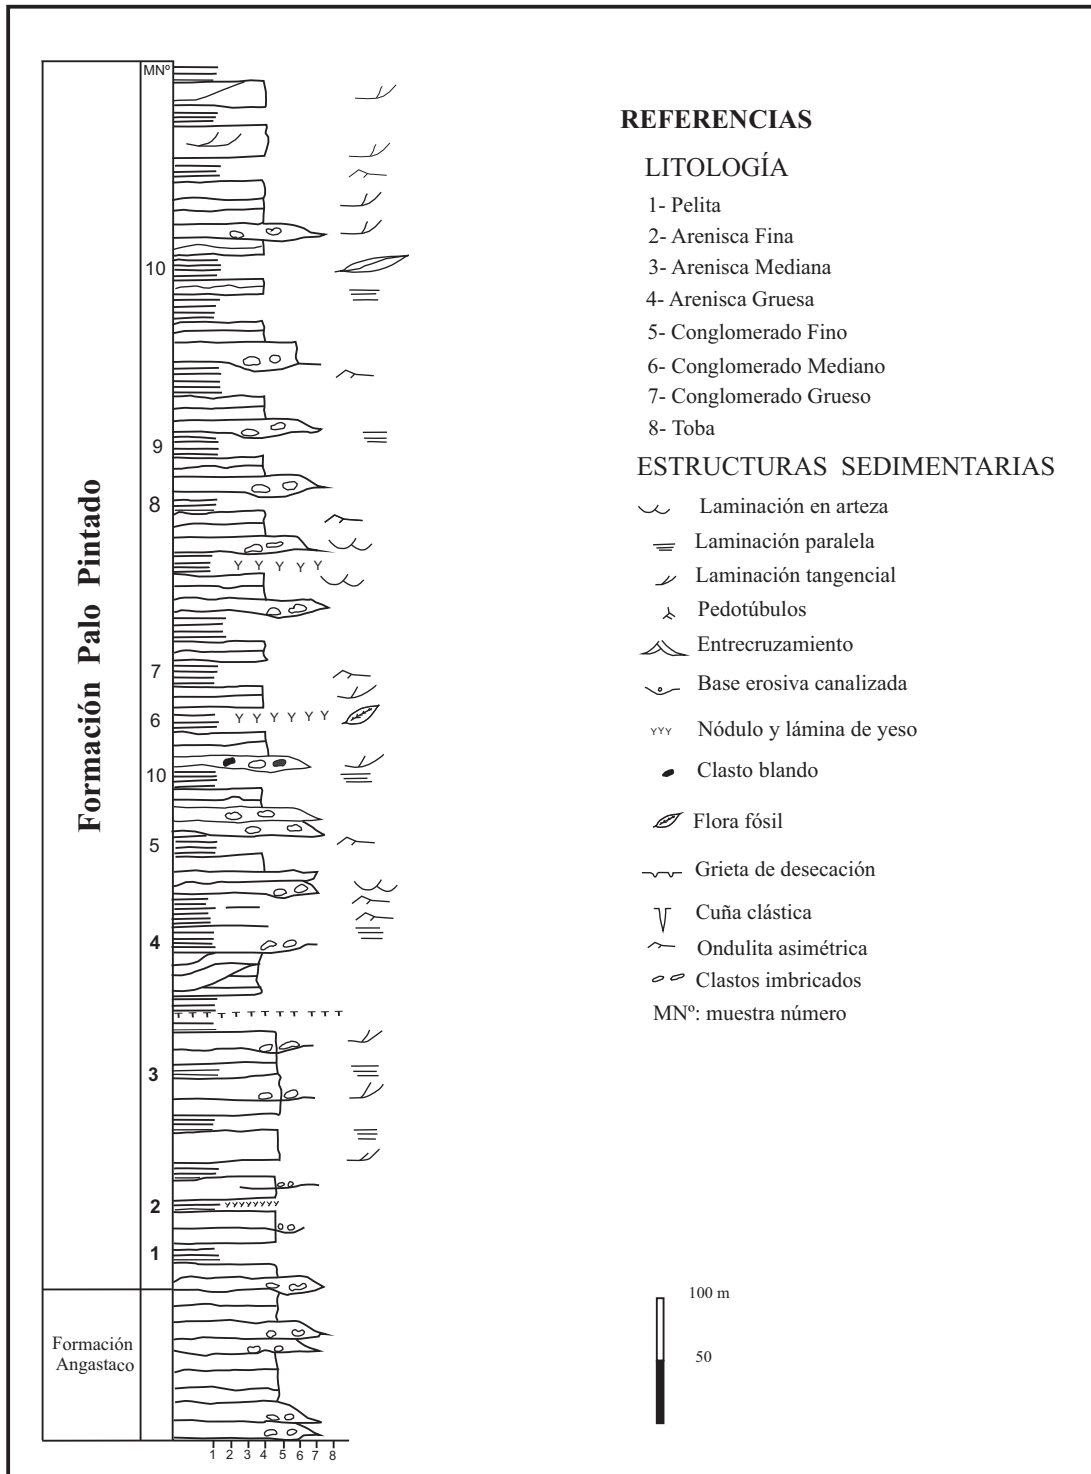 MNº
10
9
8
7
6
10
5
4
3
2
1
Formación Palo Pintado
Formación
Angastaco
1 2 3 4 5 6 7 8
REFERENCIAS
LITOLOGÍA
1- Pelita
2- Arenisca Fina
3- Arenisca Mediana
4- Arenisca Gruesa
5- Conglomerado Fino
6- Conglomerado Mediano
7- Conglomerado Grueso
8- Toba
ESTRUCTURAS SEDIMENTARIAS
Laminación en arteza
Laminación paralela
Laminación tangencial
Pedotúbulos
Entrecruzamiento
Base erosiva canalizada
Nódulo y lámina de yeso
Clasto blando
Flora fósil
Grieta de desecación
Cuña clástica
Ondulita asimétrica
Clastos imbricados
MNº: muestra número
100 m
50